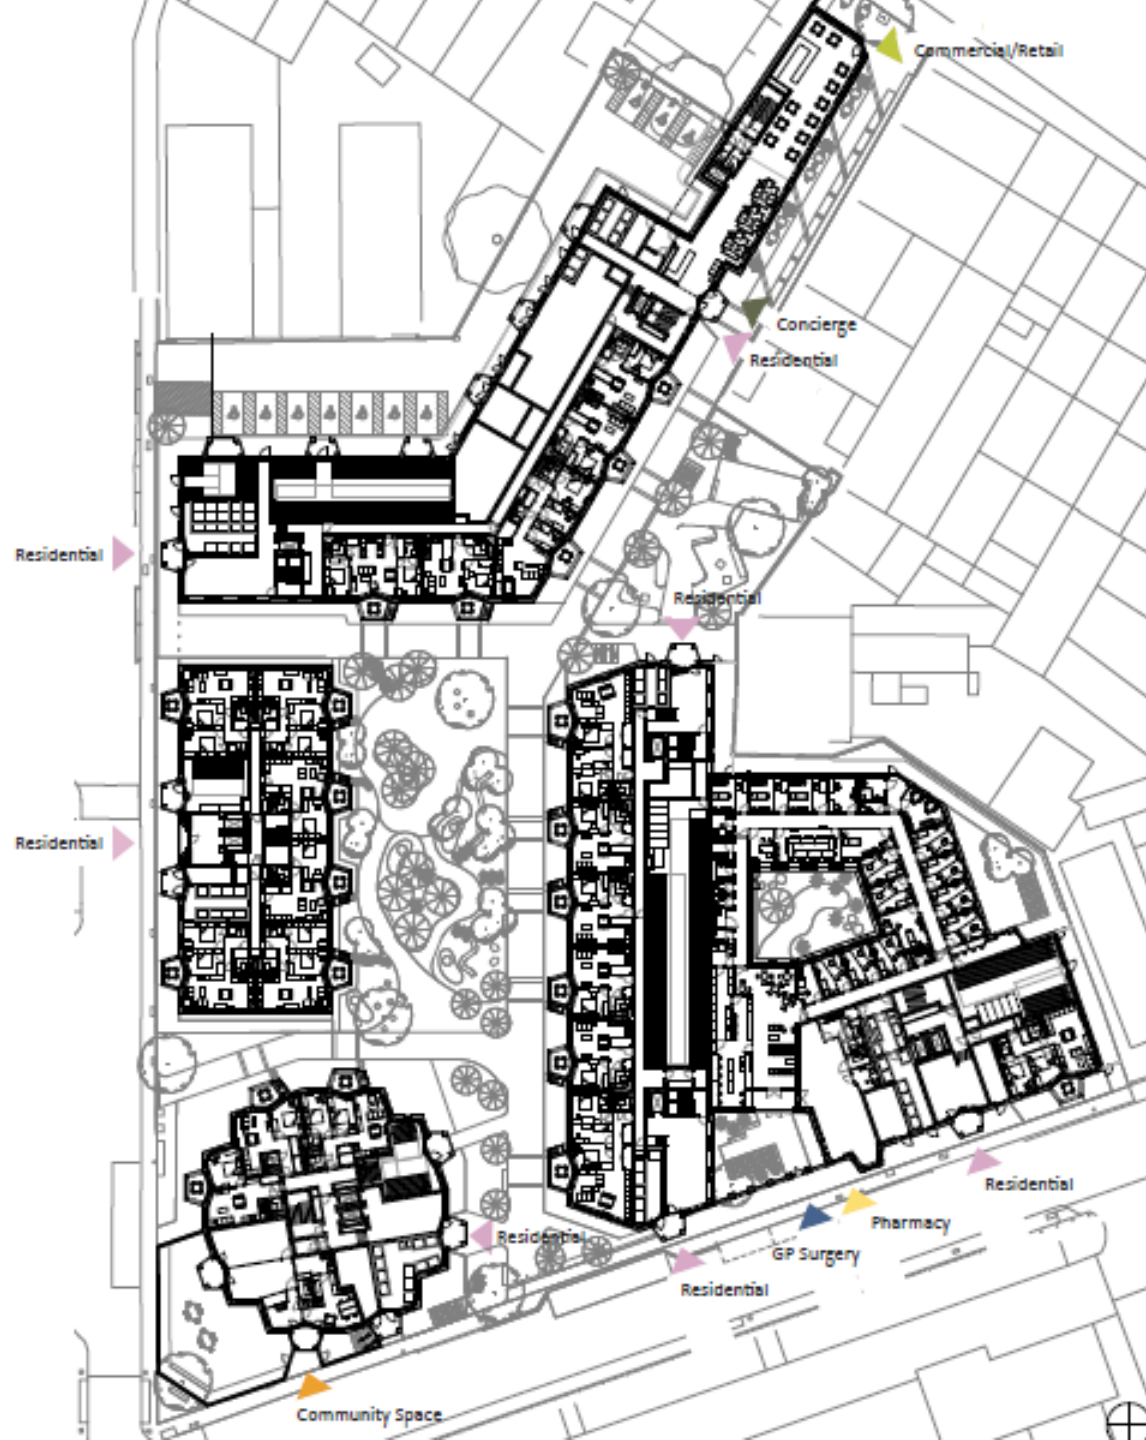 Commercial/Retail
Concierge
Residential
Residential
Residential
Residential
Residential
Pharmacy
Residential
GP Surgery
Residential
Community Space